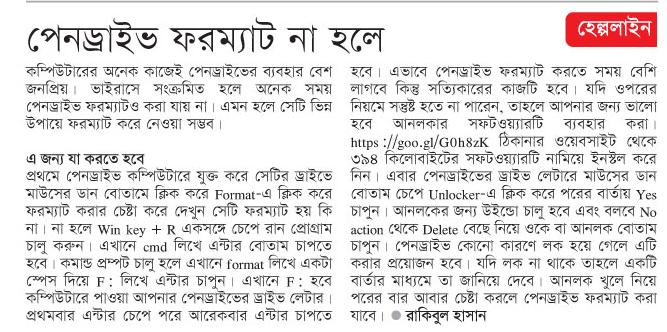 পেনড্রাইভ ফরম্যাট না হলে
হেল্পলাইন
কম্পিউটারের অনেক কাজেই পেনড্রাইভের ব্যবহার বেশ
জনপ্রিয়। ভাইরাসে সংক্রমিত হলে অনেক সময়
পেনড্রাইভ ফরম্যাটও করা যায় না। এমন হলে সেটি ভিন্ন
উপায়ে ফরম্যাট করে নেওয়া সম্ভব।
এ জন্য যা করতে হবে
প্রথমে পেনড্রাইভ কম্পিউটারে যুক্ত করে সেটির ড্রাইভে
মাউসের ডান বোতামে ক্লিক করে Format-এ ক্লিক করে
ফরম্যাট করার চেষ্টা করে দেখুন সেটি ফরম্যাট হয় কি
না। না হলে Win key + R একসঙ্গে চেপে রান প্রোগ্রাম
চালু করুন। এখানে cmd লিখে এন্টার বোতাম চাপতে
হবে। কমান্ড প্রম্পট চালু হলে এখানে format লিখে একটা
স্পেস দিয়ে F : লিখে এন্টার চাপুন। এখানে F : হবে
কম্পিউটারে পাওয়া আপনার পেনড্রাইভের ড্রাইভ লেটার।
প্রথমবার এন্টার চেপে পরে আরেকবার এন্টার চাপতে
হবে। এভাবে পেনড্রাইভ ফরম্যাট করতে সময় বেশি
লাগবে কিন্তু সত্যিকারের কাজটি হবে। যদি ওপরের
নিয়মে সন্তুষ্ট হতে না পারেন, তাহলে আপনার জন্য ভালো
হবে আনলকার সফটওয়্যারটি ব্যবহার করা।
https ://goo.gl/G0h8zK ঠিকানার ওয়েবসাইট থেকে
৩৯৪ কিলোবাইটের সফটওয়্যারটি নামিয়ে ইনস্টল করে
নিন। এবার পেনড্রাইভের ড্রাইভ লেটারে মাউসের ডান
বোতাম চেপে Unlocker-এ ক্লিক করে পরের বার্তায় Yes
চাপুন। আনলকের জন্য উইন্ডো চালু হবে এবং বলবে No
action থেকে Delete বেছে নিয়ে ওকে বা আনলক বোতাম
চাপুন। পেনড্রাইভ কোনো কারণে লক হয়ে গেলে এটি
করার প্রয়োজন হবে। যদি লক না থাকে তাহলে একটি
বার্তার মাধ্যমে তা জানিয়ে দেবে। আনলক খুলে নিয়ে
পরের বার আবার চেষ্টা করলে পেনড্রাইভ ফরম্যাট করা
যাবে। ● রাকিবুল হাসান